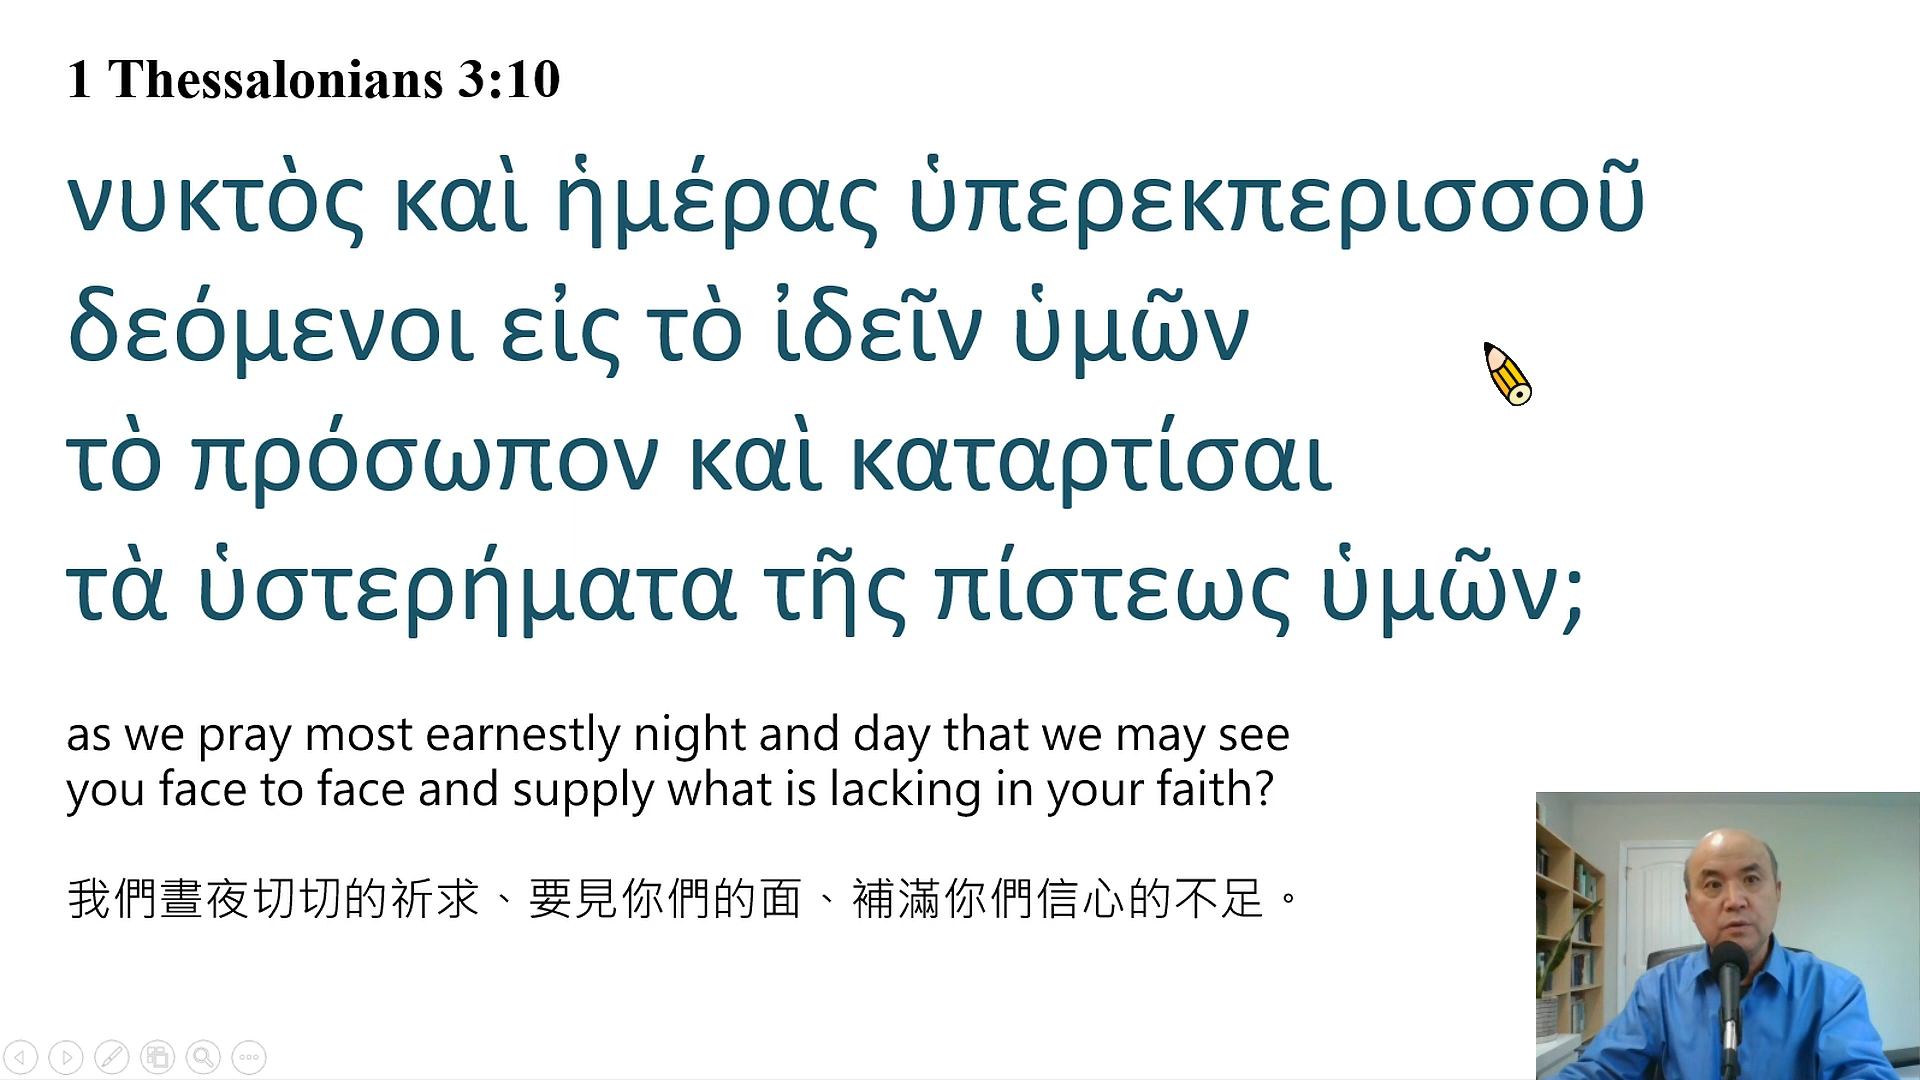 1 Thessalonians 3:10
νυκτὸς καὶ ἡμέρας ὑπερεκπερισσοῦ
δεόμενοι εἰς τὸ ἰδεῖν ὑμῶν
τὸ πρόσωπον καὶ καταρτίσαι
τὰ ὑστερήματα τῆς πίστεως ὑμῶν;
as we pray most earnestly night and day that we may see
you face to face and supply what is lacking in your faith?
我們晝夜切切的祈求、要見你們的面、補滿你們信心的不足。